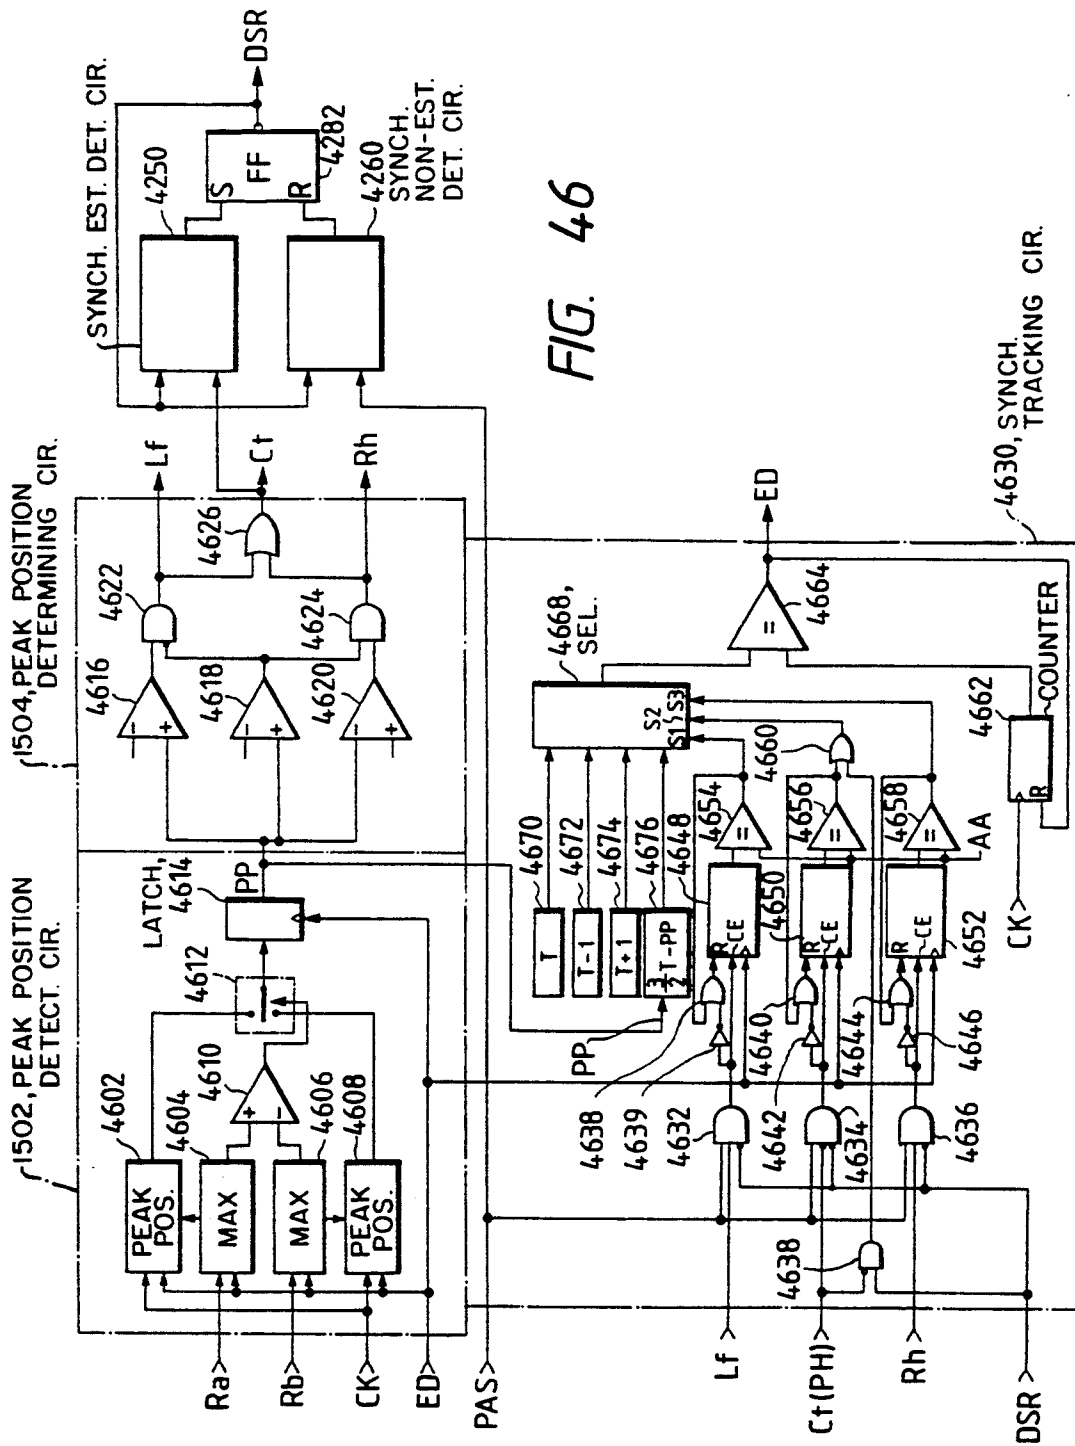 1502, PEAK POSITION
DETECT. CIR.
1504, PEAK POSITION
DETERMINING CIR.
SYNCH. EST. DET. CIR.
4250
DSR
S
FF
R
4282
4260
SYNCH.
NON-EST.
DET. CIR.
4602
PEAK
POS.
4604
MAX
4606
MAX
4608
PEAK
POS.
4610
+
-
4612
LATCH,
4614
PP
4616
-
+
4618
-
+
4620
-
+
4622
4624
4626
Lf
Ct
Rh
Ra
Rb
CK
ED
PAS
FIG. 46
4630, SYNCH.
TRACKING CIR.
PP
4670
T
4672
T-1
4674
T+1
4676
3/2 T-PP
4668,
SEL.
S1
S2
S3
4638
4639
4632
4640
4642
4634
4644
4646
4636
4638
4648
R
CE
4650
R
CE
4652
R
CE
4654
=
4656
=
4658
=
4660
AA
4662
COUNTER
R
CK
4664
=
ED
Lf
Ct(PH)
Rh
DSR